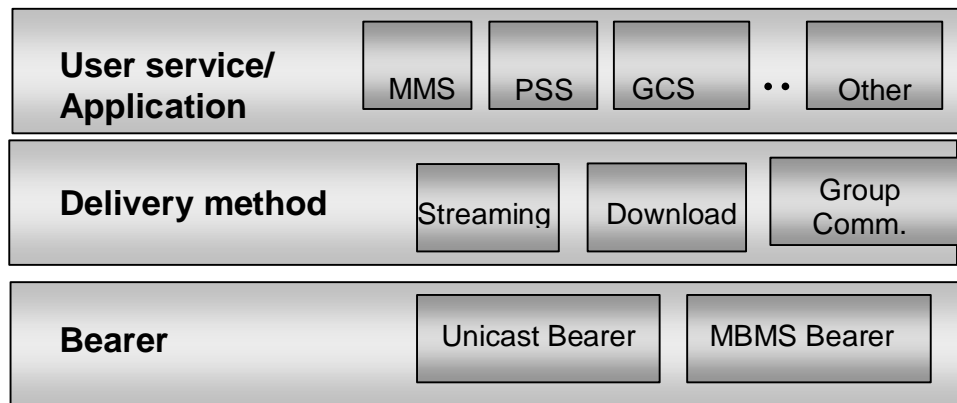 User service/
Application
MMS PSS GCS •• Other
Delivery method
Streaming Download Group
Comm.
Bearer
Unicast Bearer MBMS Bearer